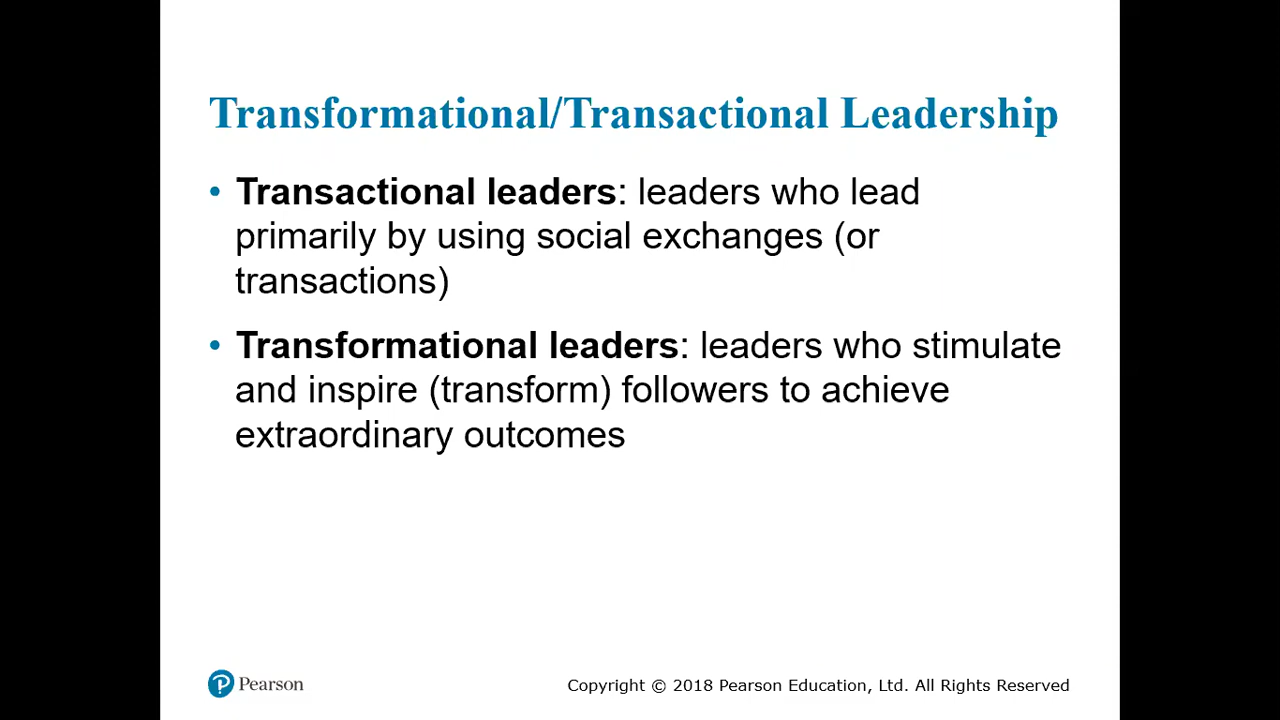 Transformational/Transactional Leadership
• Transactional leaders: leaders who lead
primarily by using social exchanges (or
transactions)
• Transformational leaders: leaders who stimulate
and inspire (transform) followers to achieve
extraordinary outcomes
Pearson
Copyright © 2018 Pearson Education, Ltd. All Rights Reserved